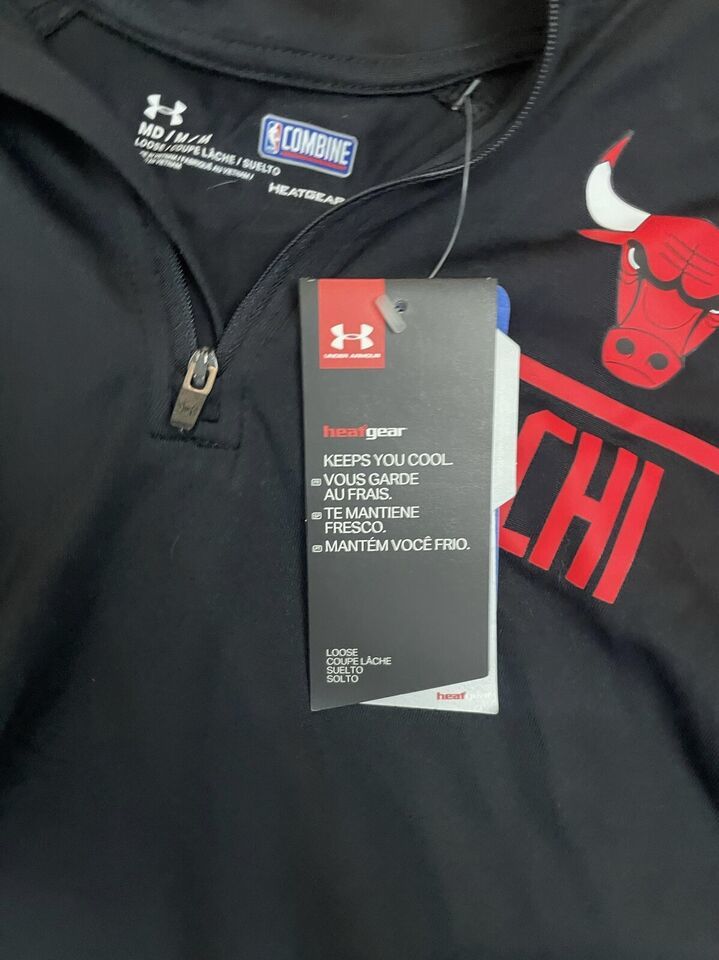 MD / M / M
LOOSE / COUPE LÂCHE / SUELTO
COMBINE
HEATGEAR
UNDER ARMOUR
heatgear
KEEPS YOU COOL.
VOUS GARDE
AU FRAIS.
TE MANTIENE
FRESCO.
MANTÉM VOCÊ FRIO.
LOOSE
COUPE LÂCHE
SUELTO
SOLTO
heatgear
CHI